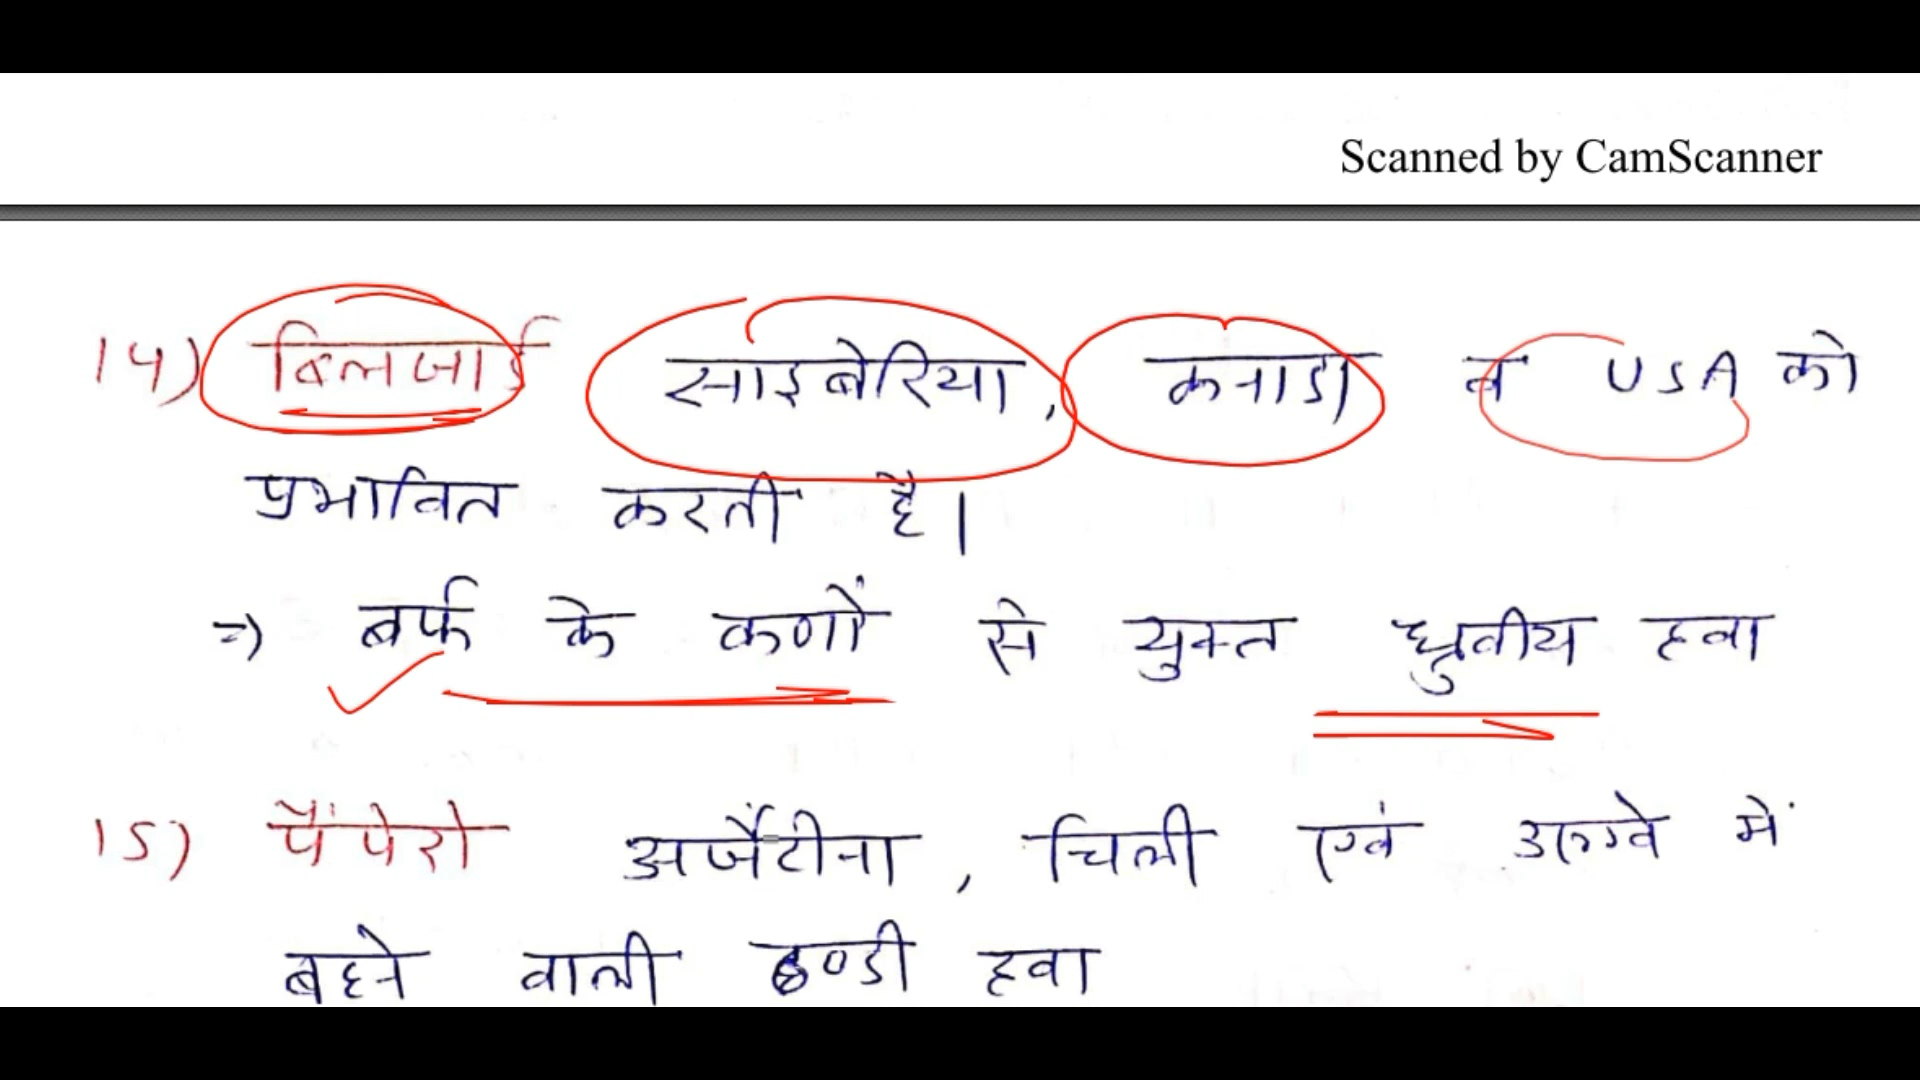 Scanned by CamScanner
14) बिलजार्ड साइबेरिया, कनाडा व USA को
प्रभावित करती है।
=> बर्फ के कणों से युक्त ध्रुवीय हवा
15) पैंपेरो अर्जेंटीना, चिली एवं उरुग्वे में
बहने वाली ठण्डी हवा